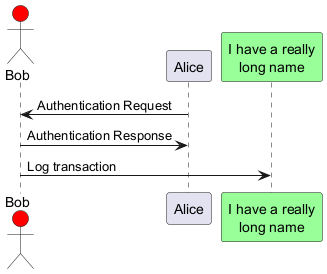 I have a really
long name
Bob
Alice
Authentication Request
Authentication Response
Log transaction
Bob
Alice
I have a really
long name